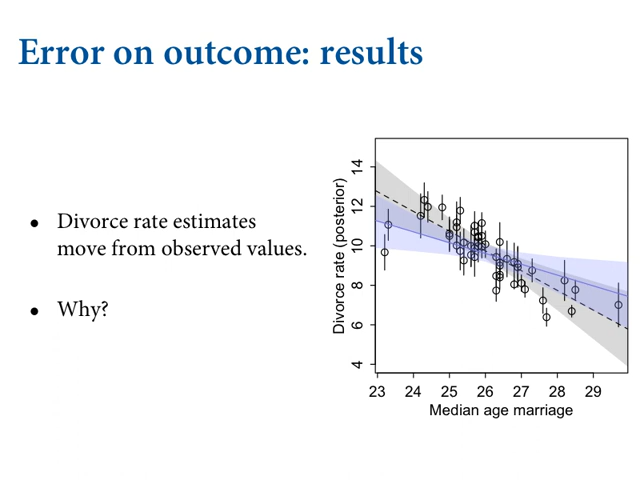 Error on outcome: results
• Divorce rate estimates
move from observed values.
• Why?
Divorce rate (posterior)
14
12
10
8
6
4
23 24 25 26 27 28 29
Median age marriage